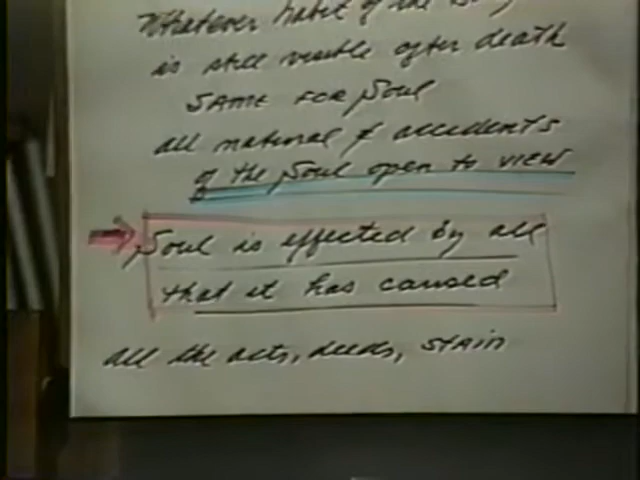 Whatever habit of the Body
is still visible after death
SAME FOR Soul
all natural & accidents
of the Soul open to view
Soul is effected by all
that it has caused
all the acts, deeds, STAIN